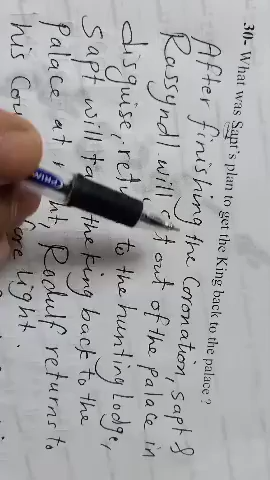 30- What was Sapt's plan to get the King back to the palace?
After finishing the Coronation, sapt &
Rassyndl will out of the palace in
disguise, to the hunting Lodge,
Sapt will the king back to the
Palace at Rodulf returns to
his light.
PRIM